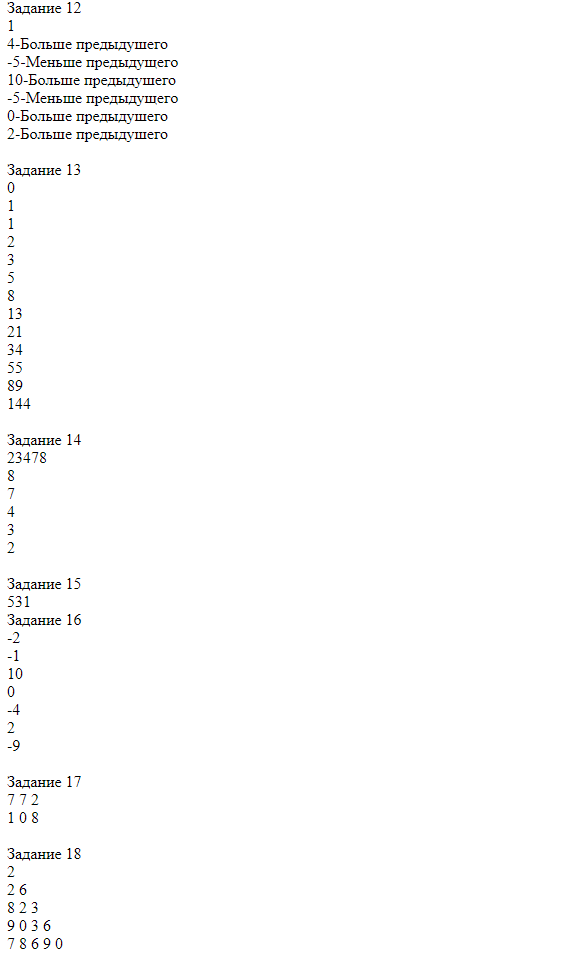 Задание 12
1
4-Больше предыдушего
-5-Меньше предыдущего
10-Больше предыдушего
-5-Меньше предыдущего
0-Больше предыдушего
2-Больше предыдушего
Задание 13
0
1
1
2
3
5
8
13
21
34
55
89
144
Задание 14
23478
8
7
4
3
2
Задание 15
531
Задание 16
-2
-1
10
0
-4
2
-9
Задание 17
7 7 2
1 0 8
Задание 18
2
2 6
8 2 3
9 0 3 6
7 8 6 9 0